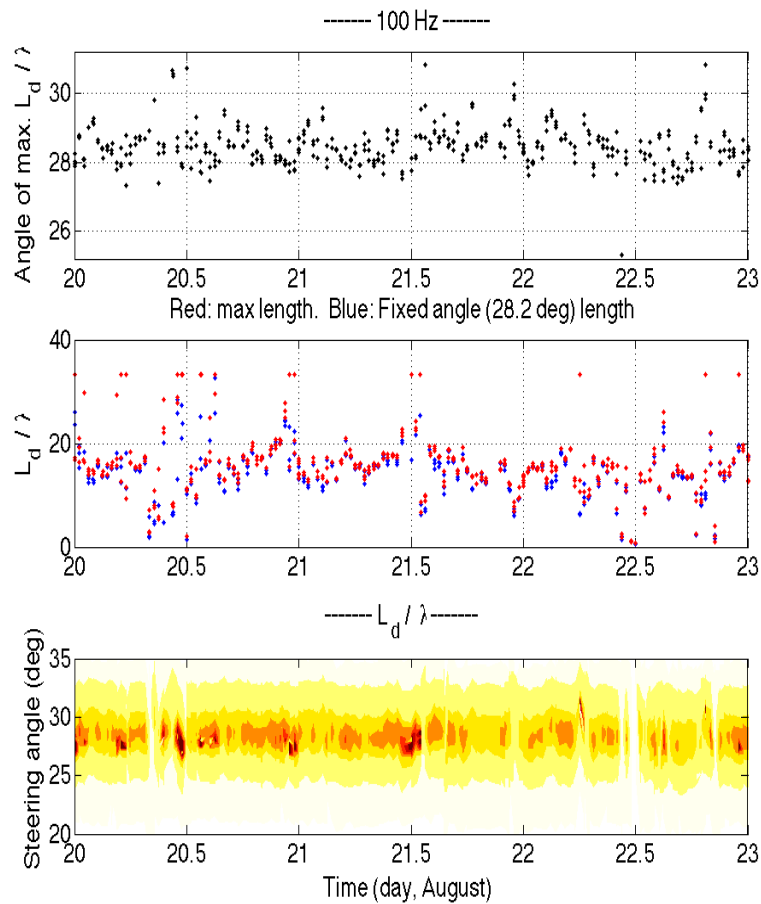 ------- 100 Hz -------
Angle of max. L_d / λ
30
28
26
20 20.5 21 21.5 22 22.5 23
Red: max length. Blue: Fixed angle (28.2 deg) length
L_d / λ
40
20
0
20 20.5 21 21.5 22 22.5 23
------- L_d / λ -------
Steering angle (deg)
35
30
25
20
20 20.5 21 21.5 22 22.5 23
Time (day, August)